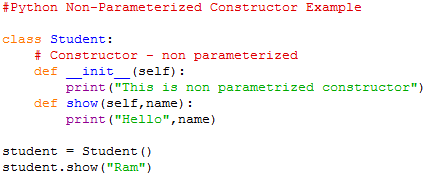 #Python Non-Parameterized Constructor Example

class Student:
    # Constructor - non parameterized
    def __init__(self):
        print("This is non parametrized constructor")
    def show(self,name):
        print("Hello",name)

student = Student()
student.show("Ram")